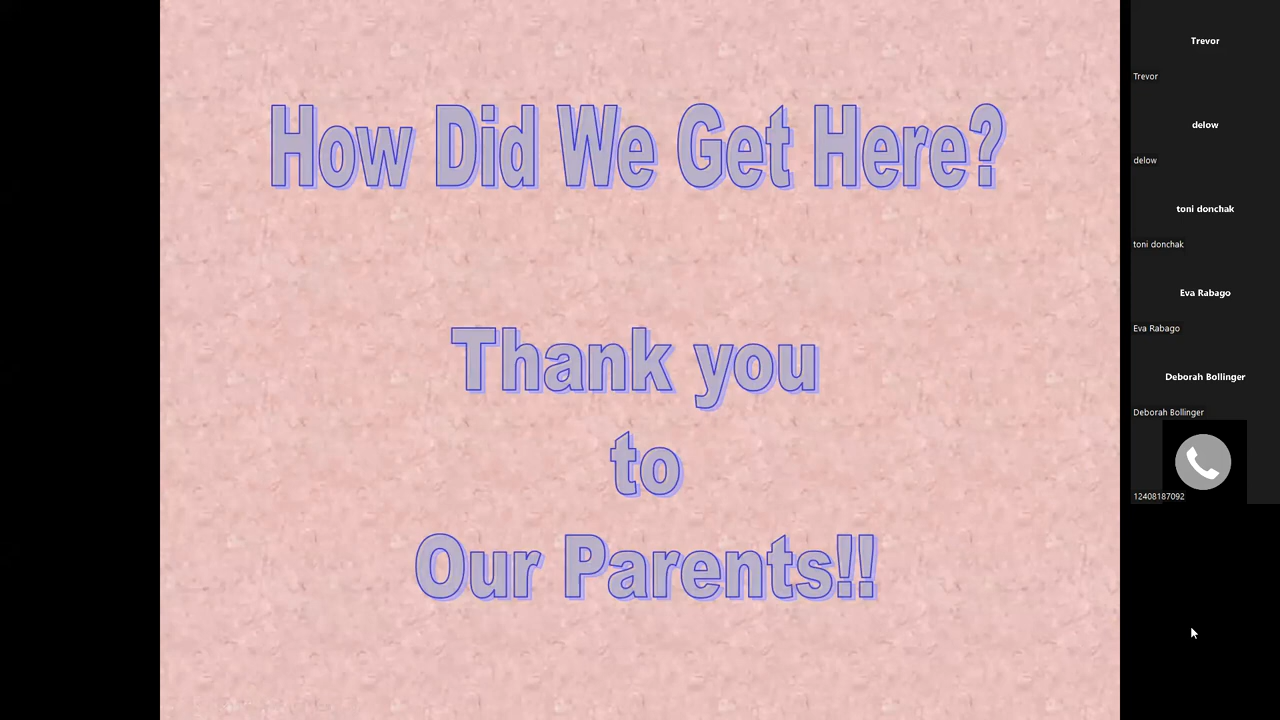 How Did We Get Here?
Thank you
to
Our Parents!!
Trevor
Trevor
delow
delow
toni donchak
toni donchak
Eva Rabago
Eva Rabago
Deborah Bollinger
Deborah Bollinger
12408187092